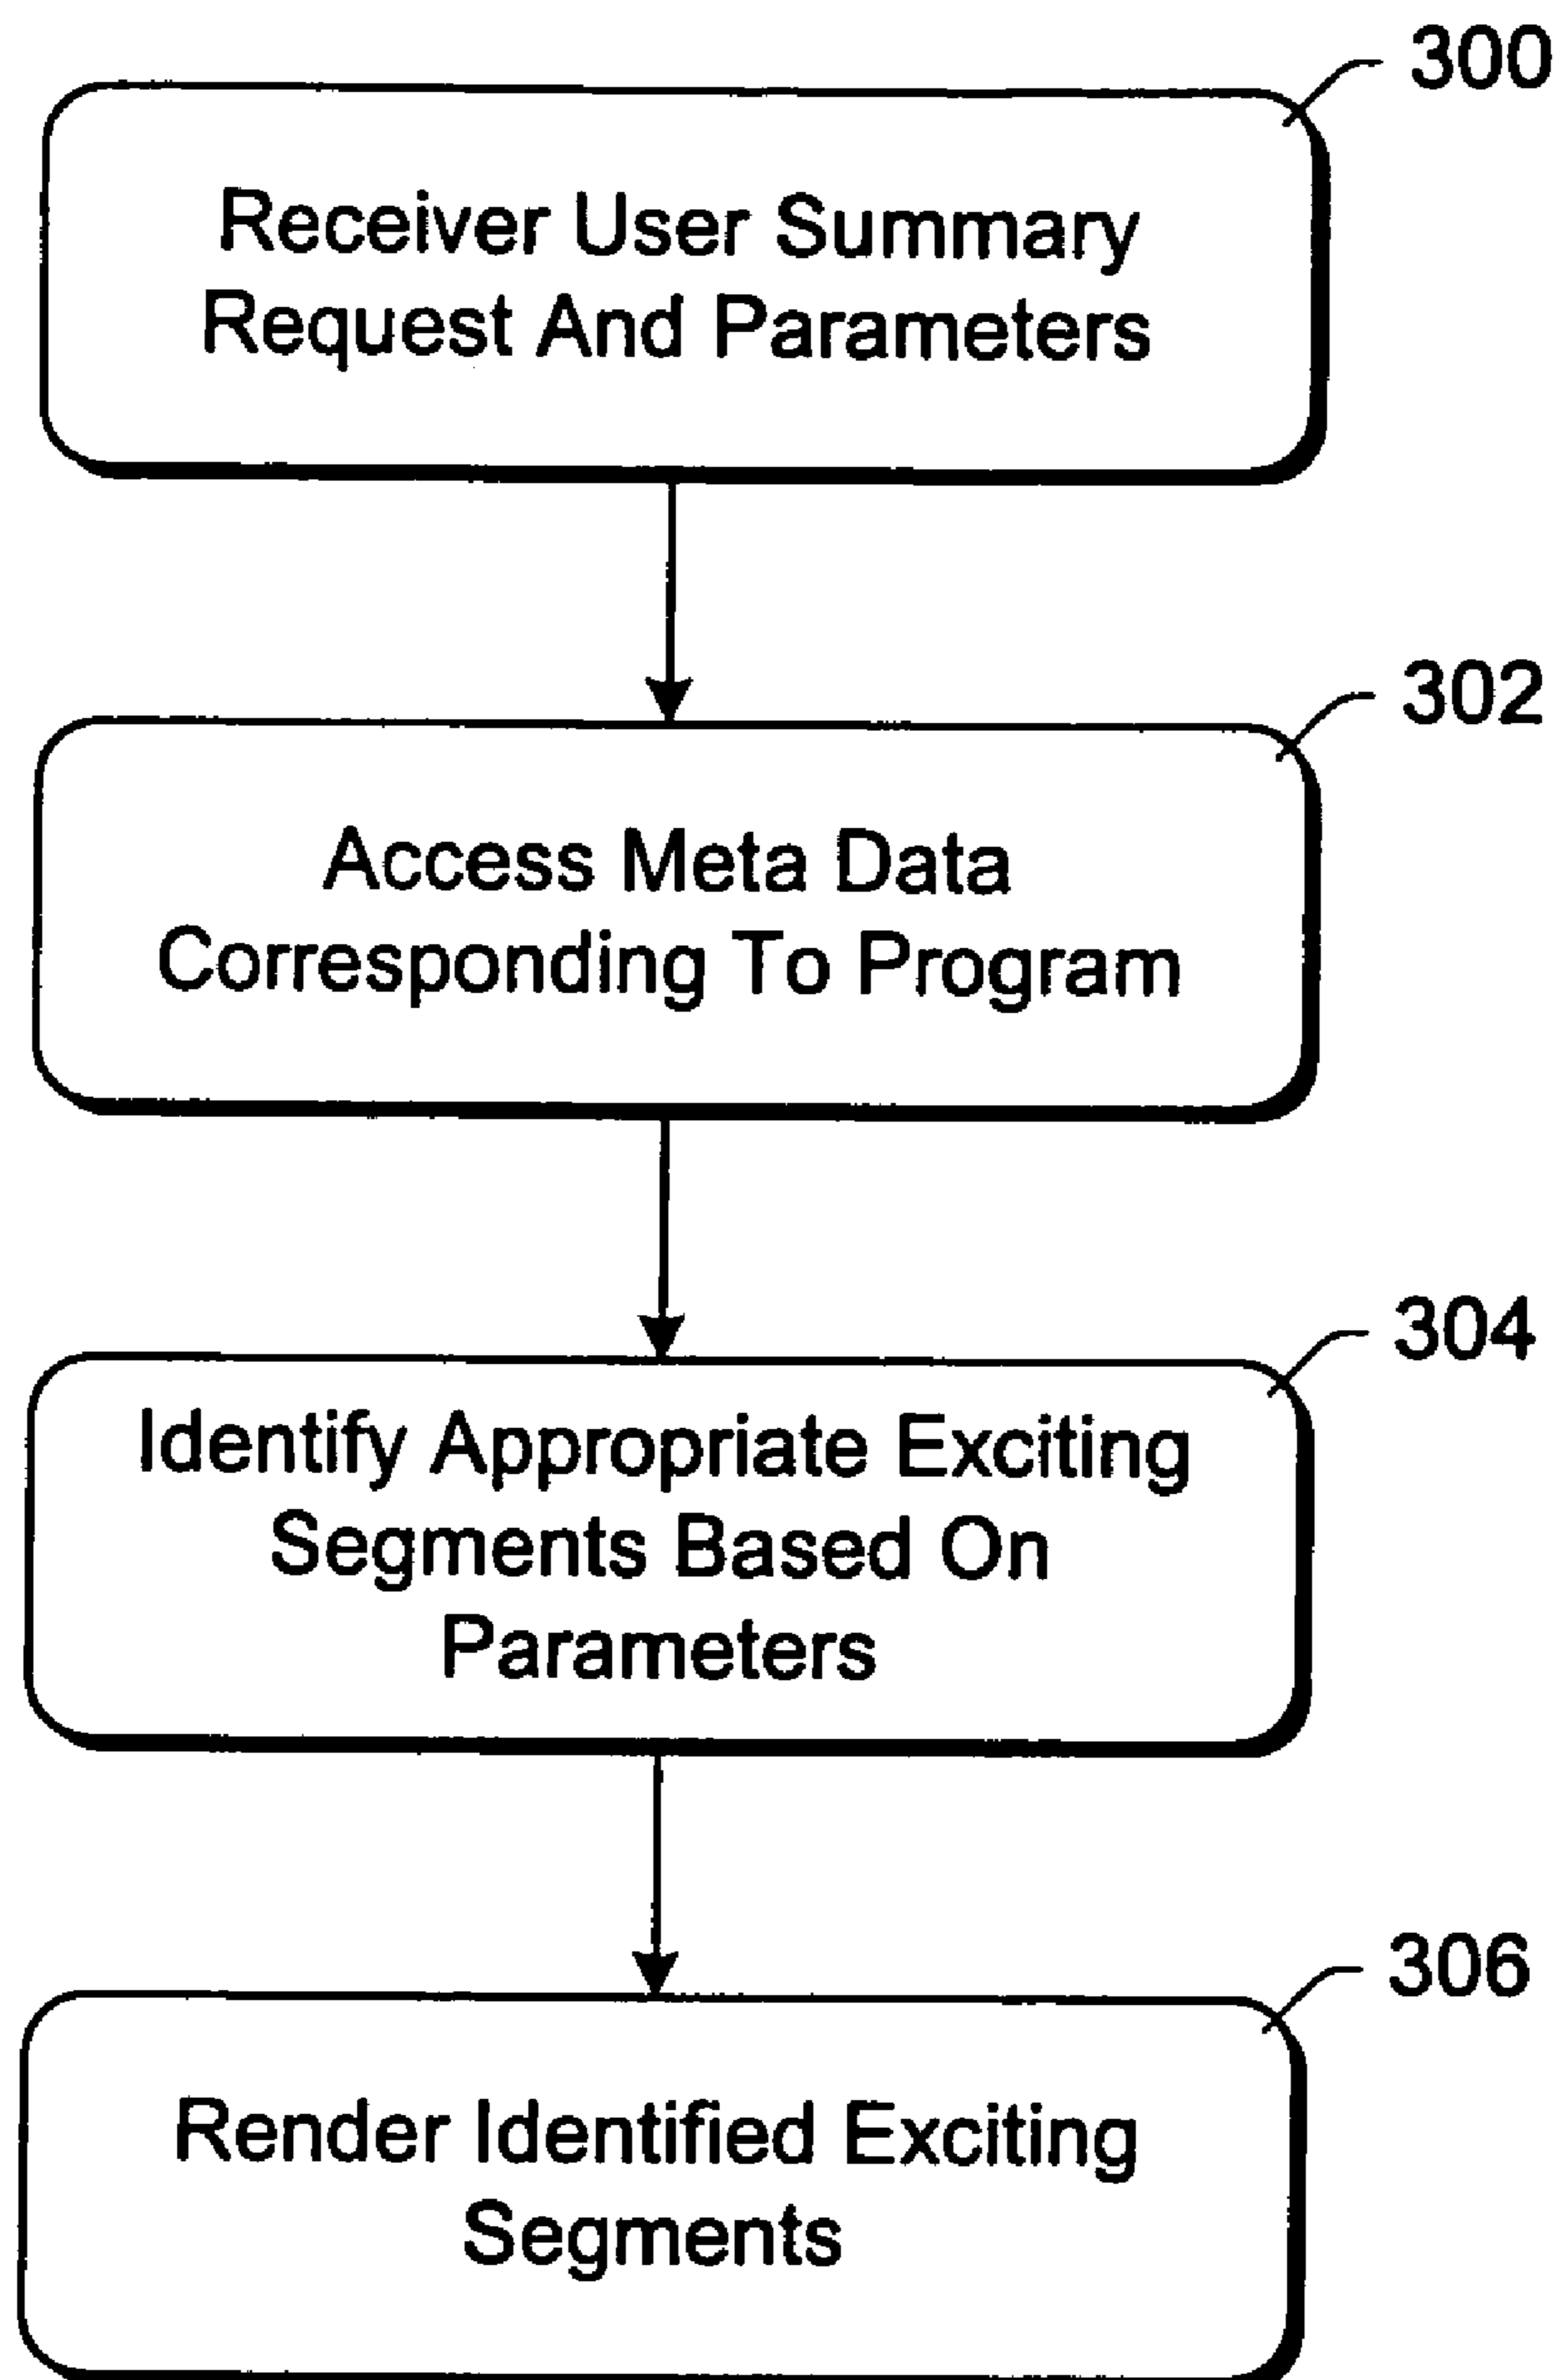 300
Receiver User Summary
Request And Parameters
302
Access Meta Data
Corresponding To Program
304
Identify Appropriate Exciting
Segments Based On
Parameters
306
Render Identified Exciting
Segments